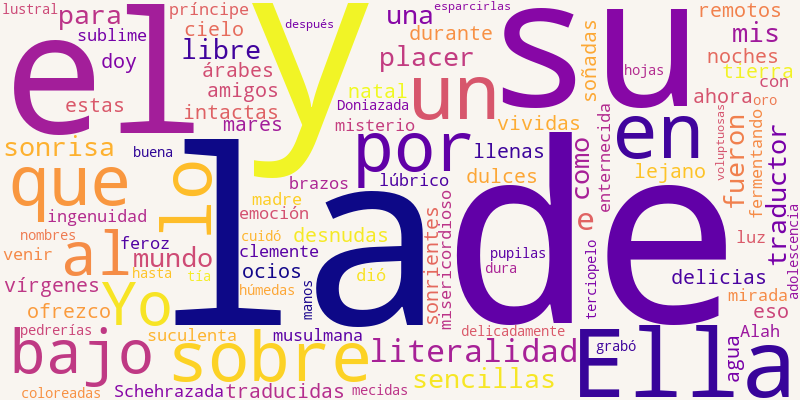 lustral para príncipe después una esparcirlas remotos
el y su
sublime cielo durante soñadas mis
doy libre placer noches
árabes un hojas tierra
estas amigos natal ahora con
intactas Doniazada oro
mares misterio vividas en voluptuosas
sonrisa buena por llenas enternecida fueron fermentando traductor
que lo brazos lúbrico dulces como lejano
ingenuidad madre
la de
emoción misericordioso e
nombres al feroz cuidó desnudas sonrientes luz
venir mundo clemente pupilas terciopelo adolescencia
hasta tía ocios dió dura delicias
vírgenes húmedas manos mirada
ofrezco Yo eso
pedrerías suculenta musulmana delicadamente Ella Alah
bajo sobre literalidad grabó agua
sencillas
coloreadas Schehrazada traducidas mecidas